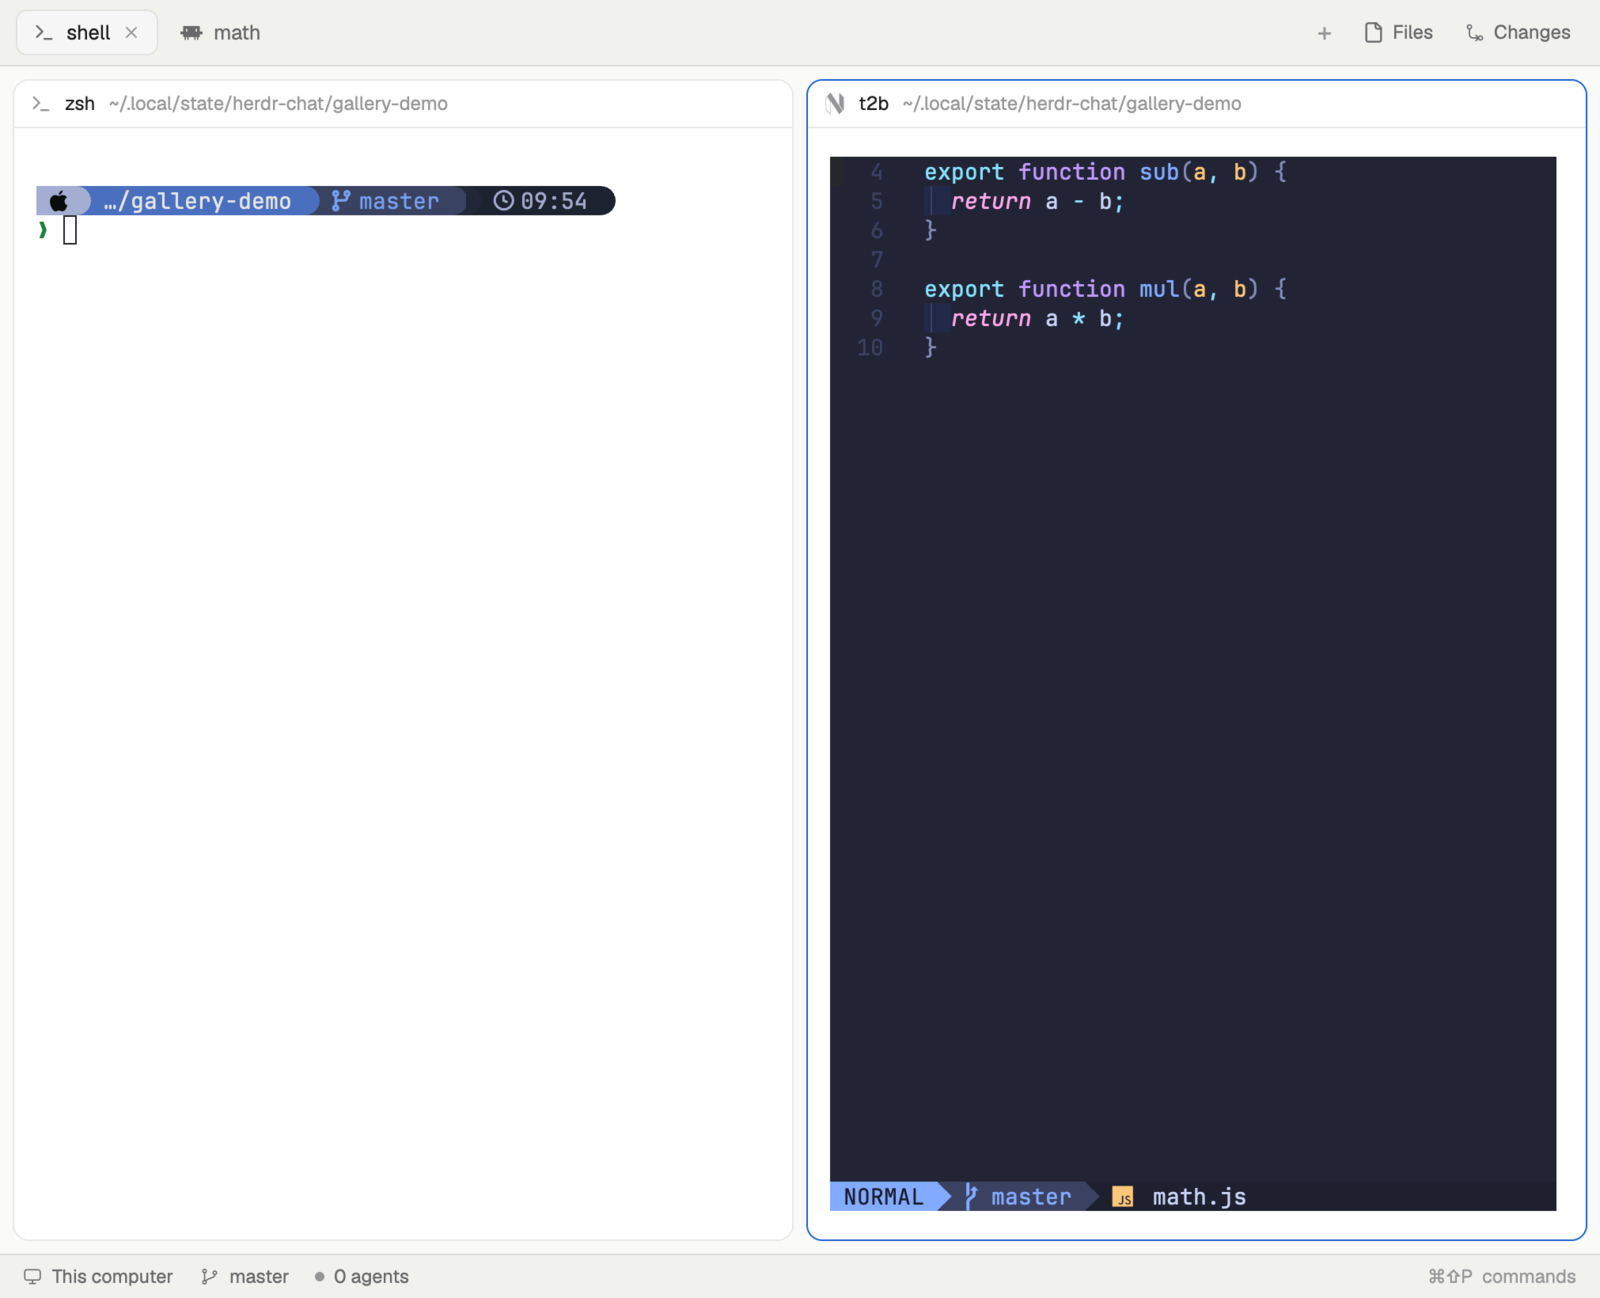 shell
math
Files
Changes
zsh ~/.local/state/herdr-chat/gallery-demo
…/gallery-demo master 09:54
❯
t2b ~/.local/state/herdr-chat/gallery-demo
4 export function sub(a, b) {
5 return a - b;
6 }
7
8 export function mul(a, b) {
9 return a * b;
10 }
NORMAL master JS math.js
This computer master 0 agents
⌘⇧P commands